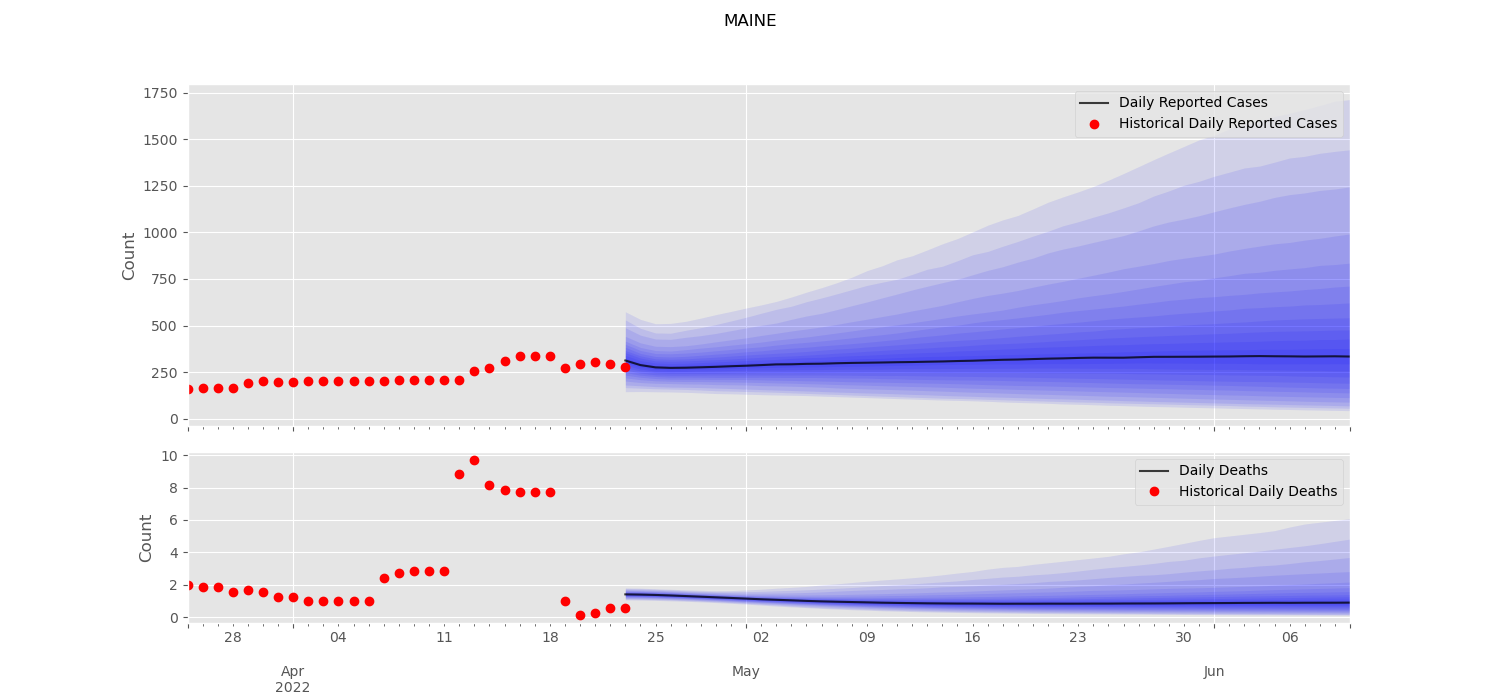 MAINE
1750
1500
1250
1000
750
500
250
0
Count
Daily Reported Cases
Historical Daily Reported Cases
10
8
6
4
2
0
Count
Daily Deaths
Historical Daily Deaths
28 04 11 18 25 02 09 16 23 30 06
Apr May Jun
2022